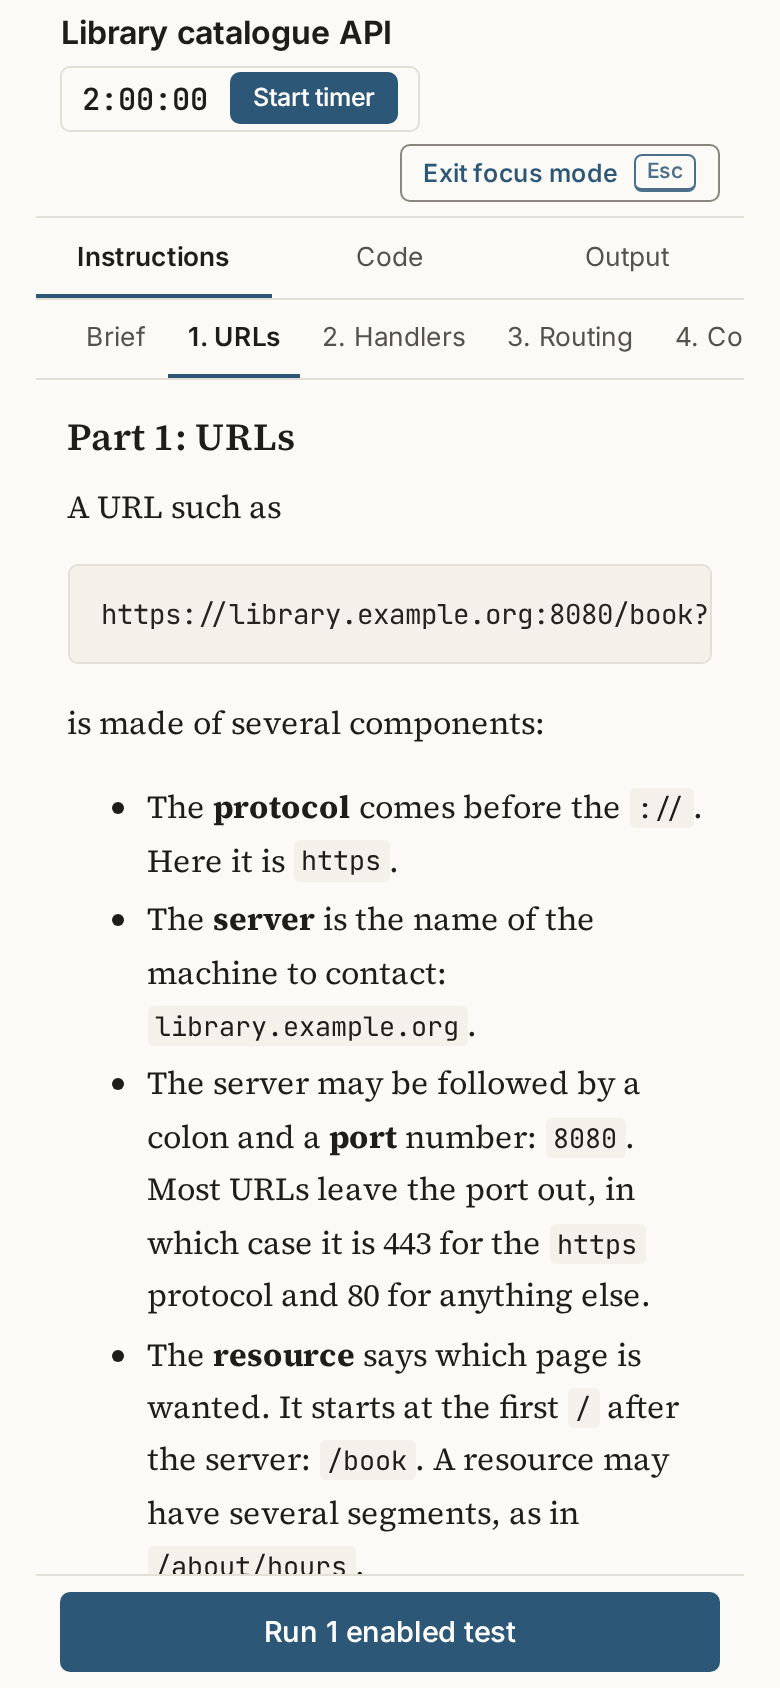 Library catalogue API
2:00:00 Start timer
Exit focus mode Esc
Instructions Code Output
Brief 1. URLs 2. Handlers 3. Routing 4. Co
Part 1: URLs
A URL such as
https://library.example.org:8080/book?
is made of several components:
• The protocol comes before the ://.
Here it is https.
• The server is the name of the
machine to contact:
library.example.org.
• The server may be followed by a
colon and a port number: 8080.
Most URLs leave the port out, in
which case it is 443 for the https
protocol and 80 for anything else.
• The resource says which page is
wanted. It starts at the first / after
the server: /book. A resource may
have several segments, as in
/about/hours.
Run 1 enabled test